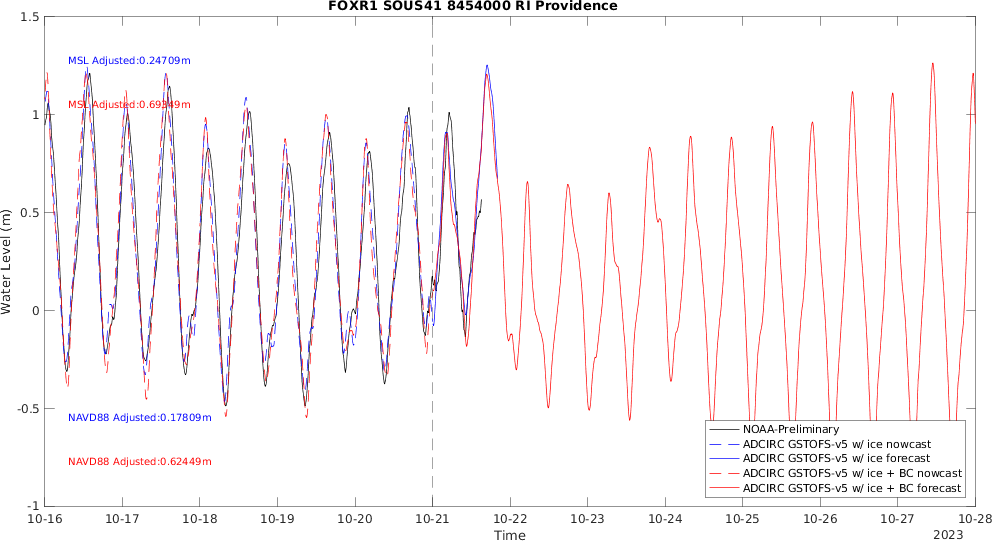 FOXR1 SOUS41 8454000 RI Providence
1.5
MSL Adjusted:0.24709m
MSL Adjusted:0.69349m
1
0.5
Water Level (m)
0
-0.5
NAVD88 Adjusted:0.17809m
NAVD88 Adjusted:0.62449m
-1
NOAA-Preliminary
ADCIRC GSTOFS-v5 w/ ice nowcast
ADCIRC GSTOFS-v5 w/ ice forecast
ADCIRC GSTOFS-v5 w/ ice + BC nowcast
ADCIRC GSTOFS-v5 w/ ice + BC forecast
10-16 10-17 10-18 10-19 10-20 10-21 10-22 10-23 10-24 10-25 10-26 10-27 10-28
Time
2023